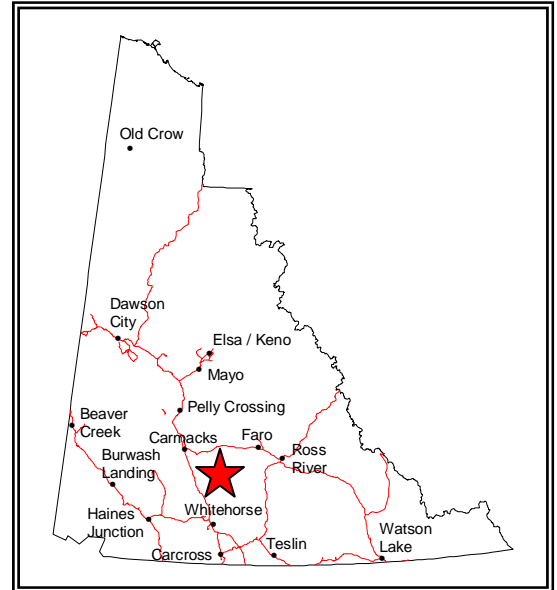 Old Crow
Dawson
City
Elsa / Keno
Mayo
Pelly Crossing
Beaver
Creek
Carmacks
Faro
Ross
River
Burwash
Landing
Whitehorse
Haines
Junction
Watson
Lake
Teslin
Carcross